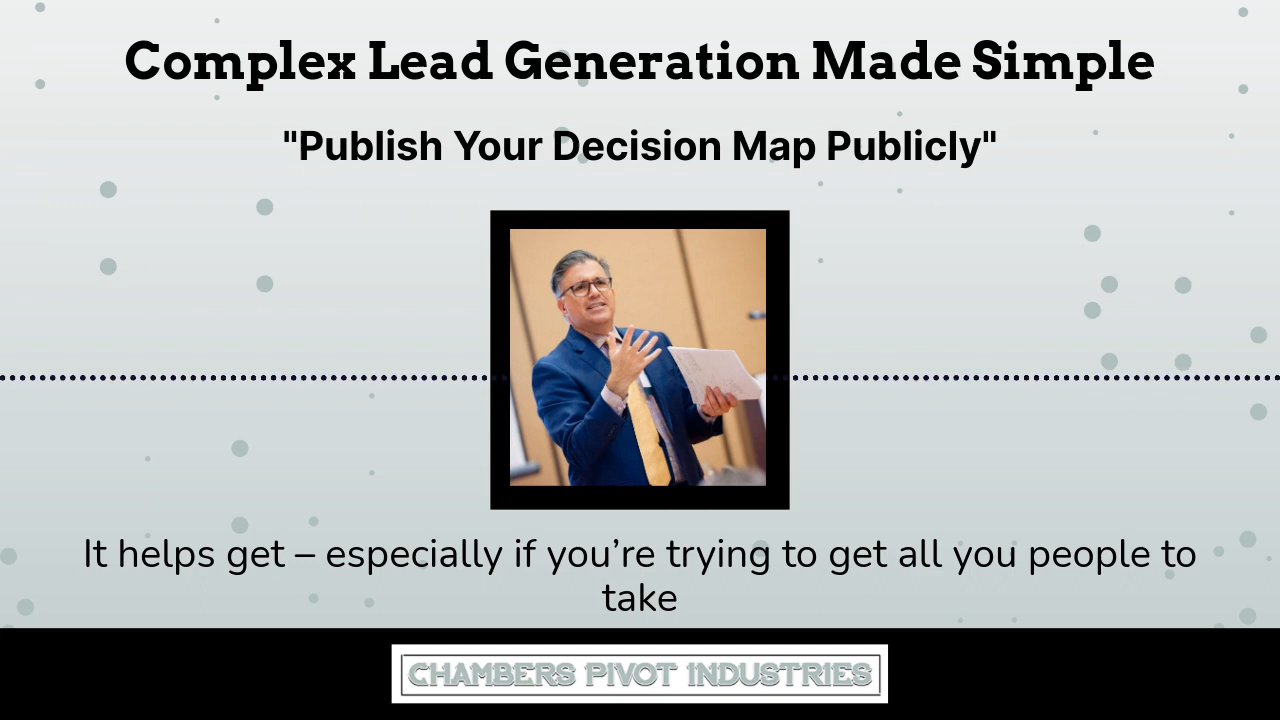 Complex Lead Generation Made Simple
"Publish Your Decision Map Publicly"
It helps get – especially if you’re trying to get all you people to
take
CHAMBERS PIVOT INDUSTRIES